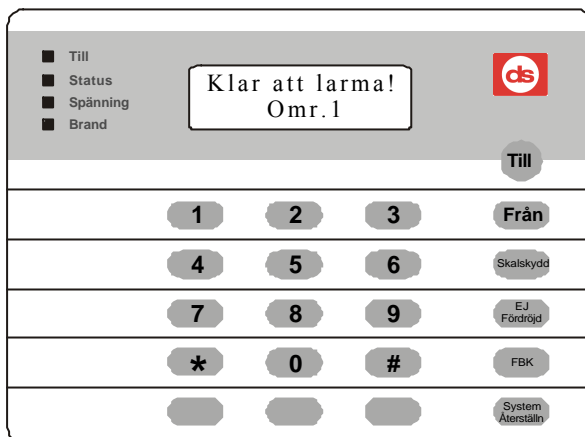 Till
Status
Spänning
Brand
Klar att larma!
Omr.1
ds
Till
1 2 3 Från
4 5 6 Skalskydd
7 8 9 EJ
Fördröjd
* 0 # FBK
System
Återställn